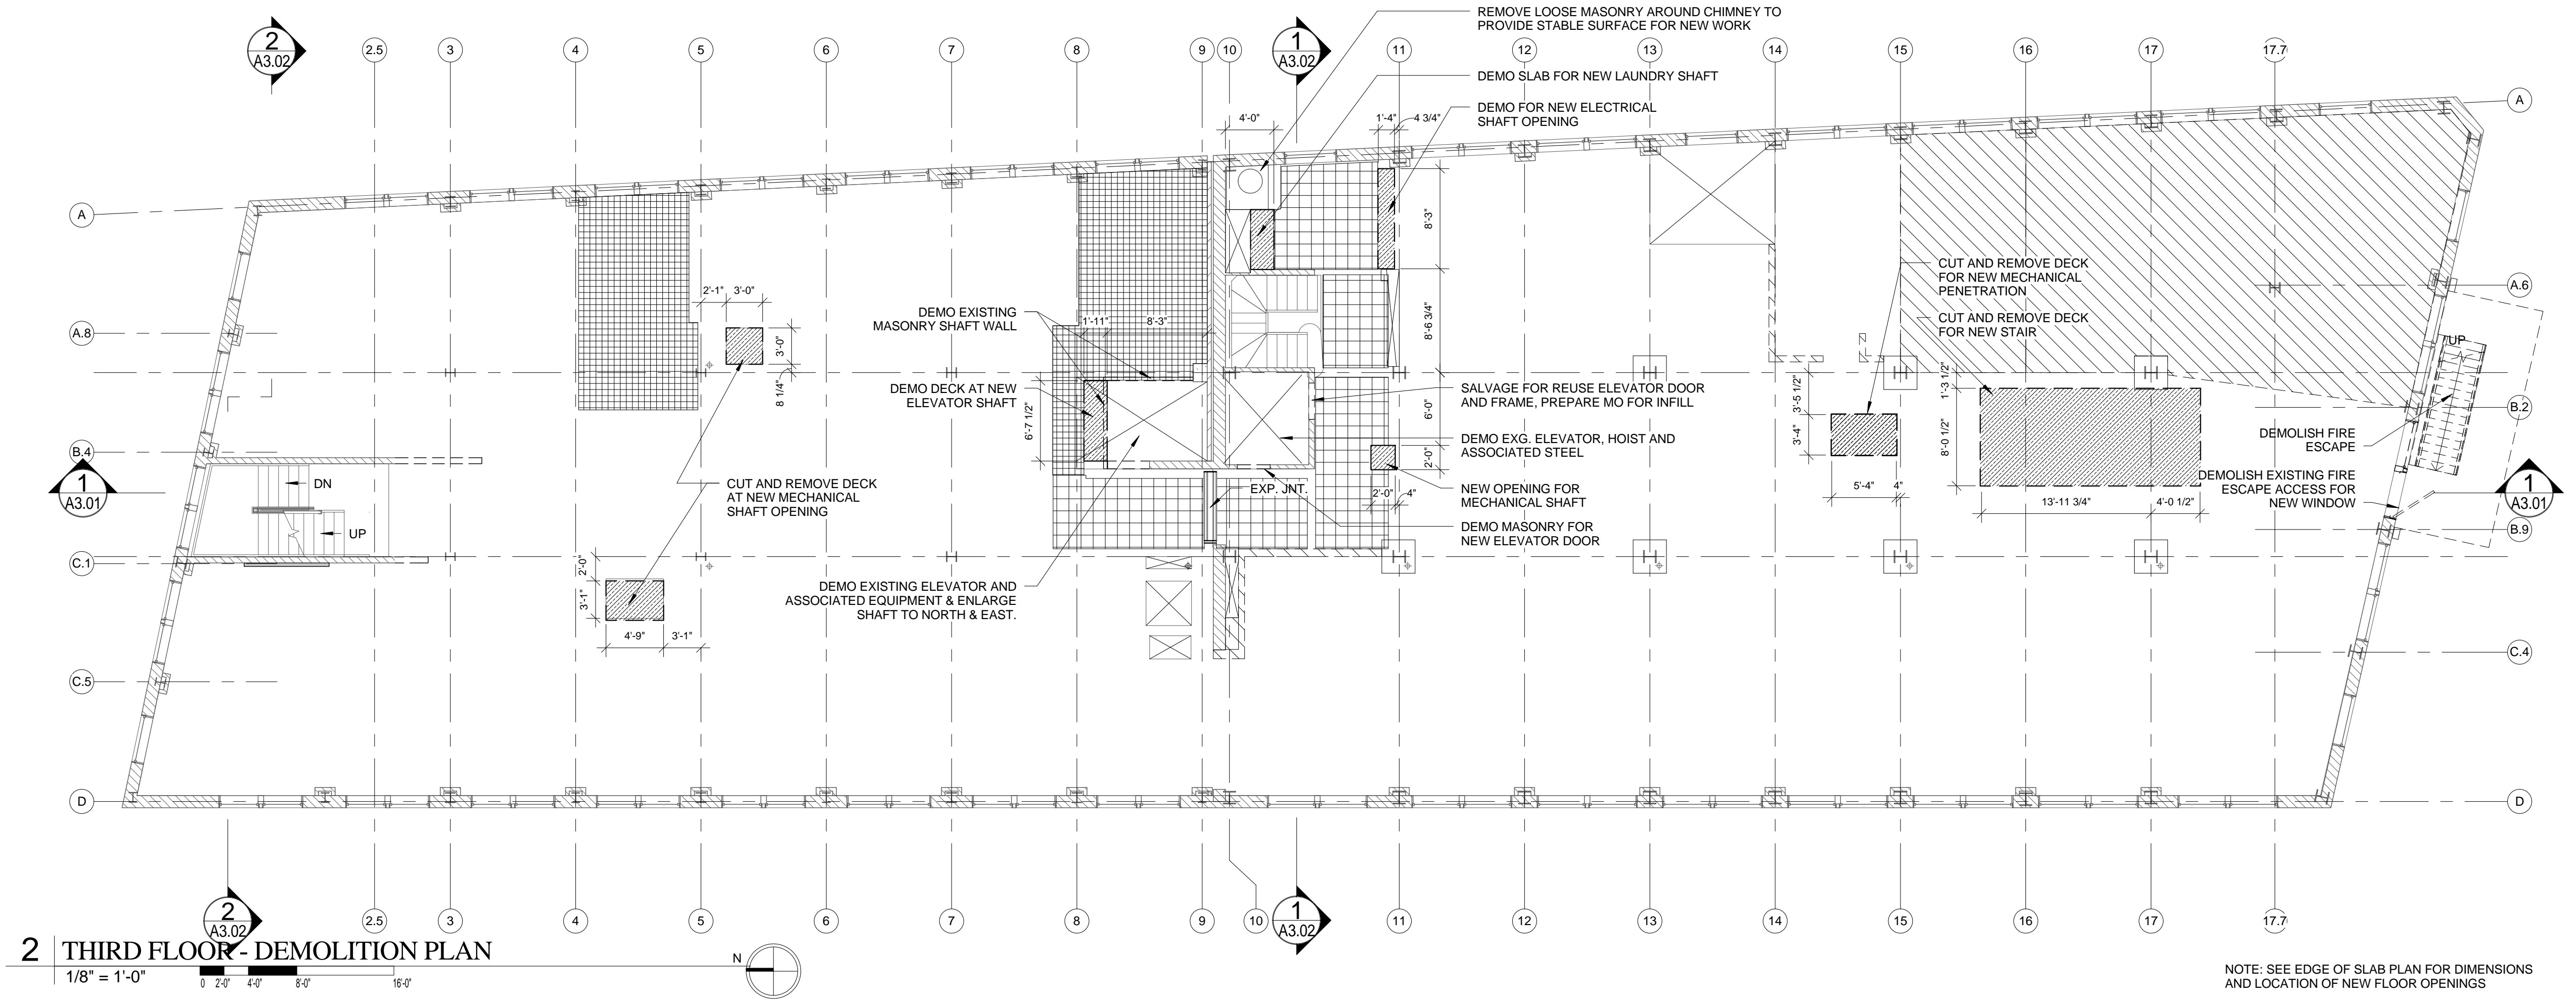 REMOVE LOOSE MASONRY AROUND CHIMNEY TO
PROVIDE STABLE SURFACE FOR NEW WORK
2
A3.02
2.5
3
4
5
6
7
8
9
10
1
A3.02
11
12
13
14
15
16
17
17.7
DEMO SLAB FOR NEW LAUNDRY SHAFT
DEMO FOR NEW ELECTRICAL
SHAFT OPENING
4'-0"
1'-4"
4 3/4"
A
A
8'-3"
8'-6 3/4"
6'-0"
2'-0"
2'-0"
4"
A.8
A.6
2'-1"
3'-0"
3'-0"
8 1/4"
DEMO EXISTING
MASONRY SHAFT WALL
1'-11"
8'-3"
DEMO DECK AT NEW
ELEVATOR SHAFT
6'-7 1/2"
CUT AND REMOVE DECK
FOR NEW MECHANICAL
PENETRATION
CUT AND REMOVE DECK
FOR NEW STAIR
UP
SALVAGE FOR REUSE ELEVATOR DOOR
AND FRAME, PREPARE MO FOR INFILL
3'-5 1/2"
3'-4"
1'-3 1/2"
8'-0 1/2"
B.2
DEMO EXG. ELEVATOR, HOIST AND
ASSOCIATED STEEL
DEMOLISH FIRE
ESCAPE
B.4
1
A3.01
DN
UP
CUT AND REMOVE DECK
AT NEW MECHANICAL
SHAFT OPENING
EXP. JNT.
NEW OPENING FOR
MECHANICAL SHAFT
5'-4"
4"
13'-11 3/4"
4'-0 1/2"
DEMOLISH EXISTING FIRE
ESCAPE ACCESS FOR
NEW WINDOW
1
A3.01
DEMO MASONRY FOR
NEW ELEVATOR DOOR
B.9
C.1
2'-0"
3'-1"
4'-9"
3'-1"
DEMO EXISTING ELEVATOR AND
ASSOCIATED EQUIPMENT & ENLARGE
SHAFT TO NORTH & EAST.
C.5
C.4
D
D
2
A3.02
2.5
3
4
5
6
7
8
9
10
1
A3.02
11
12
13
14
15
16
17
17.7
2
THIRD FLOOR - DEMOLITION PLAN
1/8" = 1'-0"
0
2'-0"
4'-0"
8'-0"
16'-0"
N
NOTE: SEE EDGE OF SLAB PLAN FOR DIMENSIONS
AND LOCATION OF NEW FLOOR OPENINGS